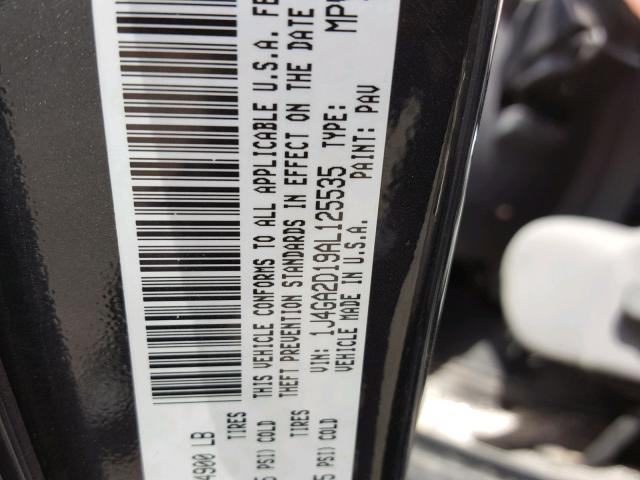 4900 LB
TIRES
PSI) COLD
TIRES
PSI) COLD
THIS VEHICLE CONFORMS TO ALL APPLICABLE U.S.A. FE
THEFT PREVENTION STANDARDS IN EFFECT ON THE DATE
VIN: 1J4GA2D19AL125535 TYPE: MP
VEHICLE MADE IN U.S.A. PAINT: PAV